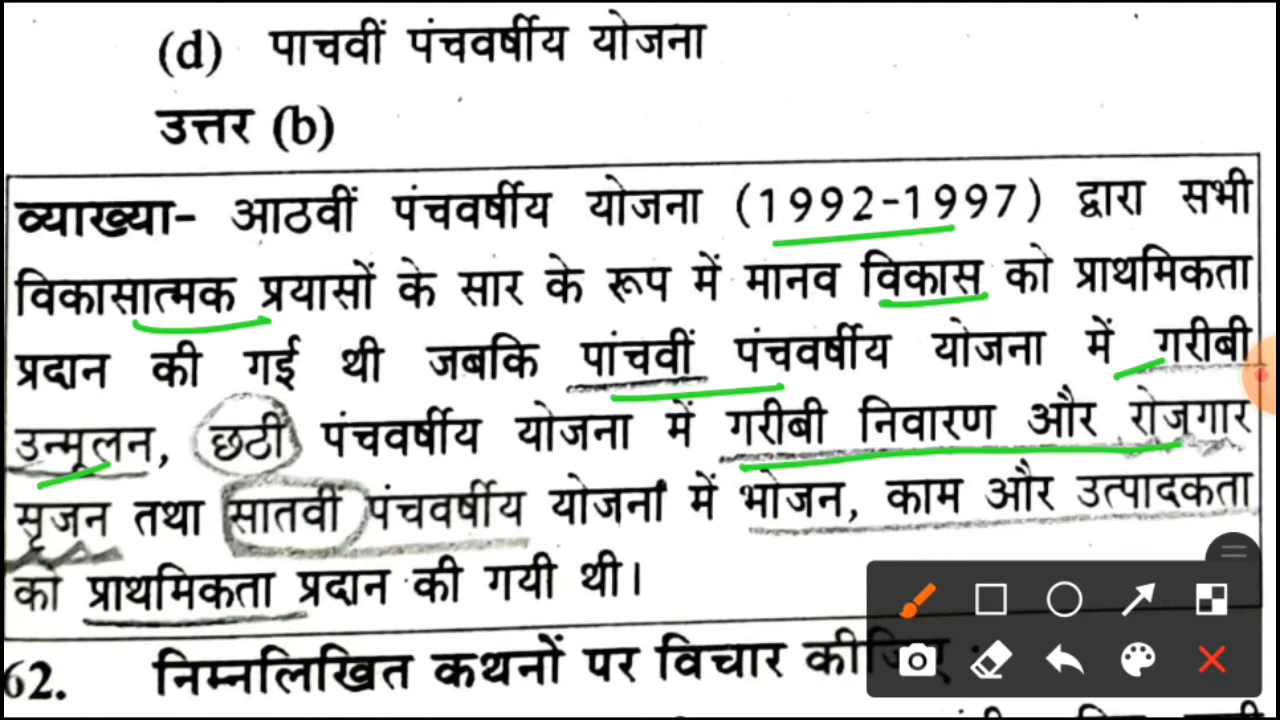 (d) पाचवीं पंचवर्षीय योजना
उत्तर (b)
व्याख्या- आठवीं पंचवर्षीय योजना (1992-1997) द्वारा सभी
विकासात्मक प्रयासों के सार के रूप में मानव विकास को प्राथमिकता
प्रदान की गई थी जबकि पांचवीं पंचवर्षीय योजना में गरीबी
उन्मूलन, छठी पंचवर्षीय योजना में गरीबी निवारण और रोजगार
सृजन तथा सातवीं पंचवर्षीय योजना में भोजन, काम और उत्पादकता
को प्राथमिकता प्रदान की गयी थी।
62. निम्नलिखित कथनों पर विचार कीजिए :